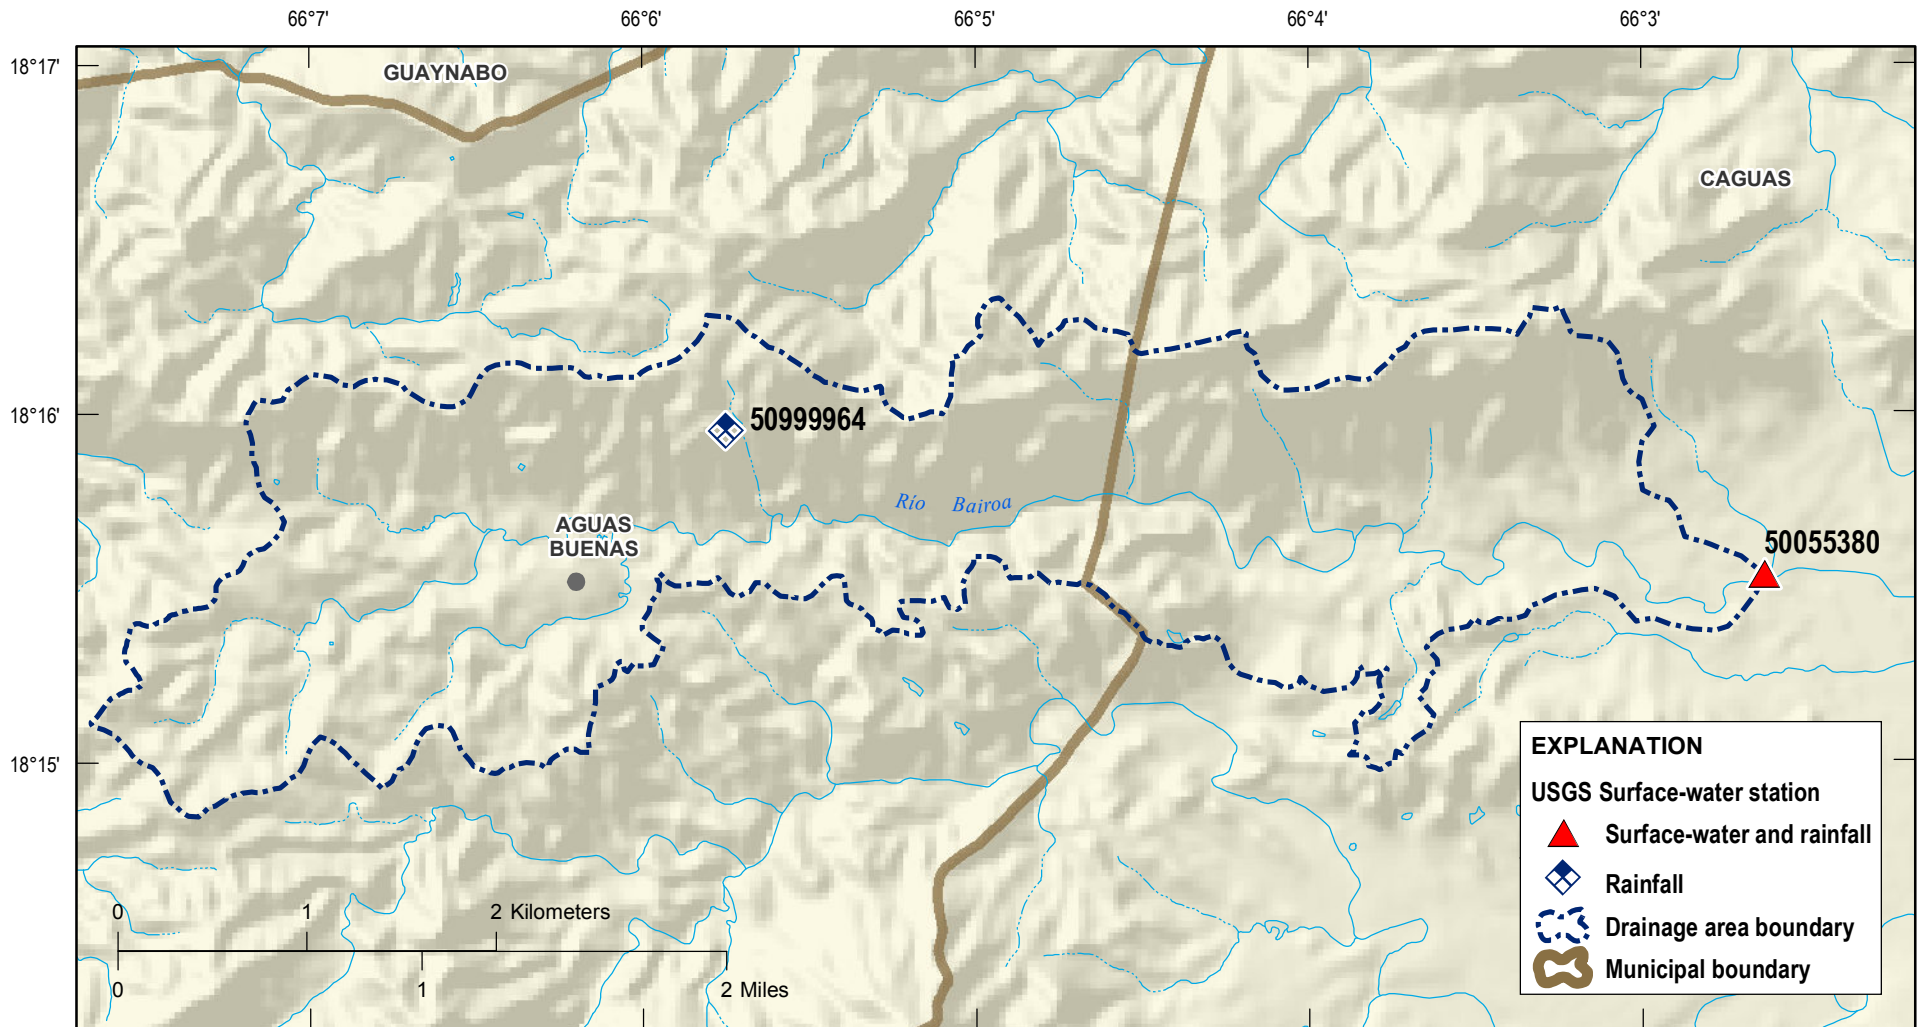 66°7'
66°6'
66°5'
66°4'
66°3'
18°17'
GUAYNABO
CAGUAS
18°16'
50999964
Río Bairoa
AGUAS
BUENAS
50055380
18°15'
EXPLANATION
USGS Surface-water station
Surface-water and rainfall
Rainfall
Drainage area boundary
Municipal boundary
0 1 2 Kilometers
0 1 2 Miles